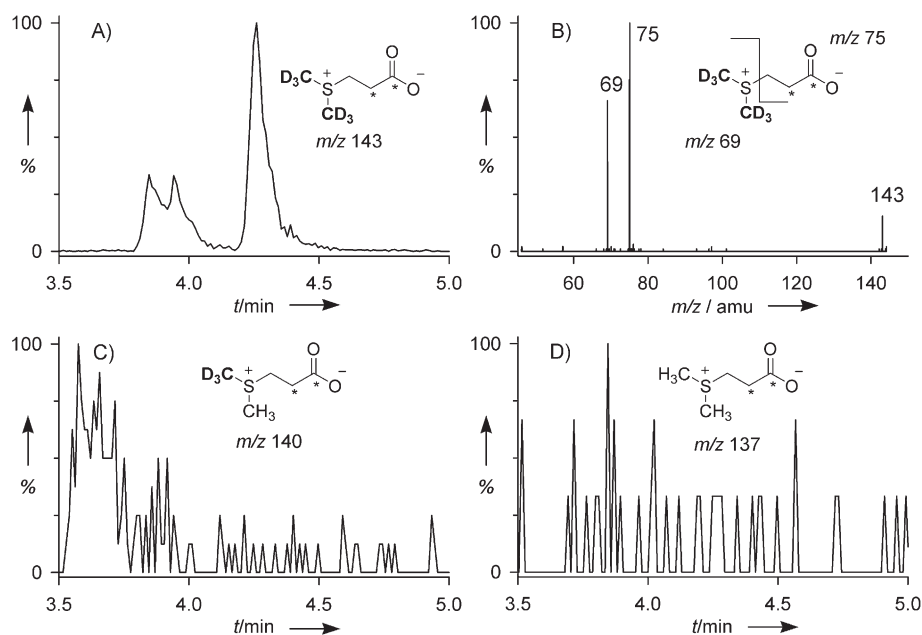 A)
100
%
0
3.5 4.0 4.5 5.0
t/min
D₃C
S
+
CD₃
O
O
−
*
*
m/z 143
B)
100
%
0
60 80 100 120 140
m/z / amu
75
69
143
m/z 75
D₃C
S
+
CD₃
O
O
−
*
*
m/z 69
C)
100
%
0
3.5 4.0 4.5 5.0
t/min
D₃C
S
+
CH₃
O
O
−
*
*
m/z 140
D)
100
%
0
3.5 4.0 4.5 5.0
t/min
H₃C
S
+
CH₃
O
O
−
*
*
m/z 137